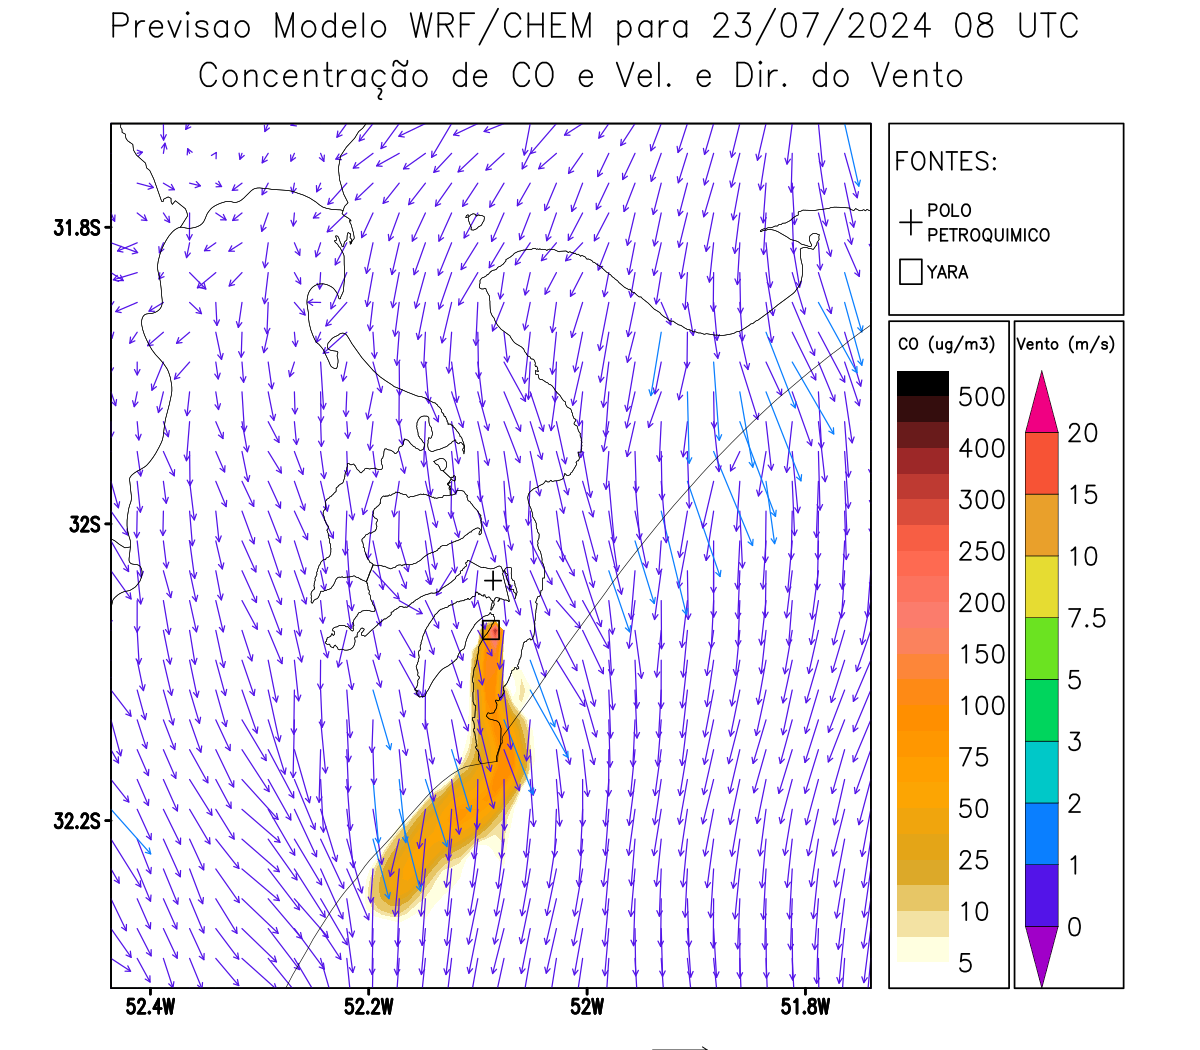 Previsao Modelo WRF/CHEM para 23/07/2024 08 UTC
Concentração de CO e Vel. e Dir. do Vento
FONTES:
POLO
PETROQUIMICO
YARA
CO (ug/m3)
500
400
300
250
200
150
100
75
50
25
10
5
Vento (m/s)
20
15
10
7.5
5
3
2
1
0
31.8S
32S
32.2S
52.4W
52.2W
52W
51.8W